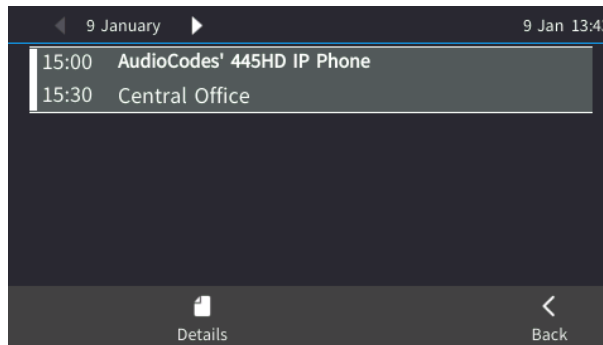 9 January
9 Jan 13:4
15:00 AudioCodes' 445HD IP Phone
15:30 Central Office
Details
Back